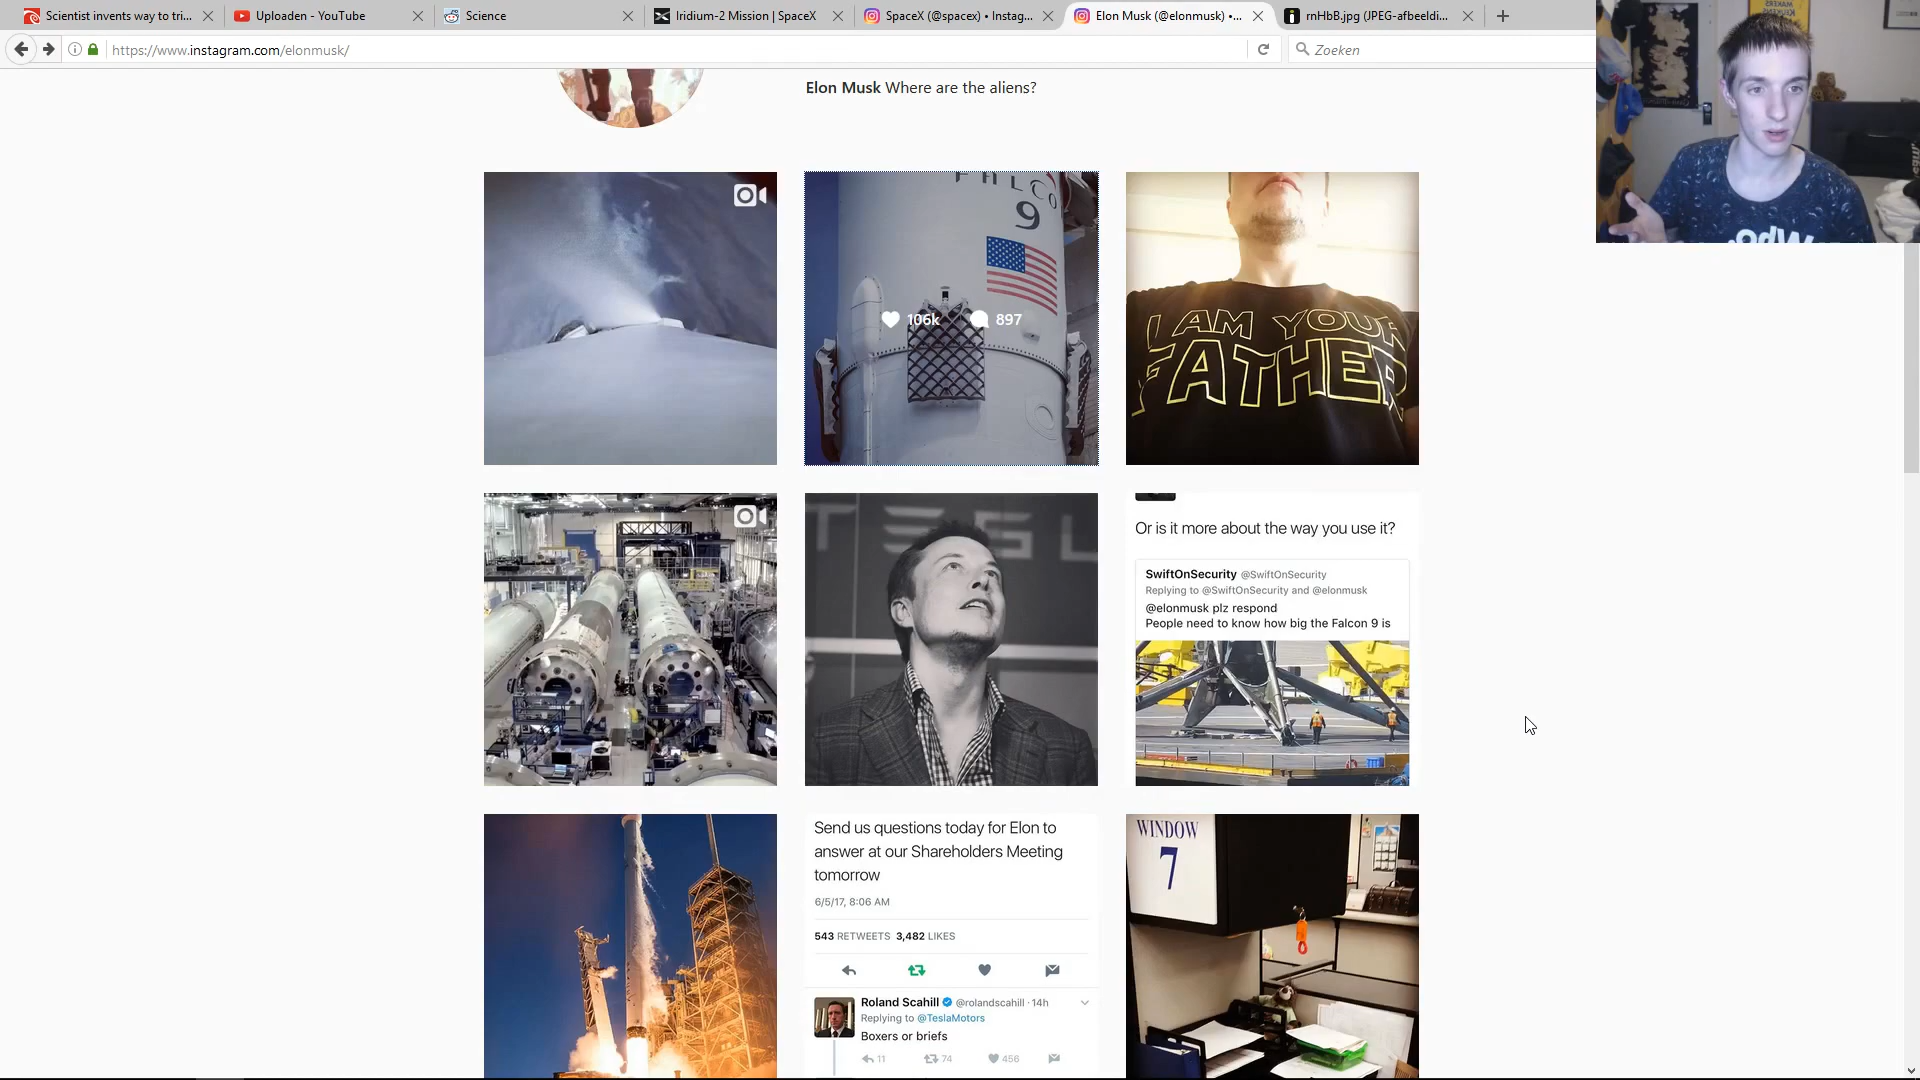 Scientist invents way to tri...
Uploaden - YouTube
Science
Iridium-2 Mission | SpaceX
SpaceX (@spacex) • Instag...
Elon Musk (@elonmusk) •...
rnHbB.jpg (JPEG-afbeeldi...
https://www.instagram.com/elonmusk/
Zoeken
Elon Musk Where are the aliens?
FALCO
9
106k 897
I AM YOUR
FATHER
TESL
Or is it more about the way you use it?
SwiftOnSecurity @SwiftOnSecurity
Replying to @SwiftOnSecurity and @elonmusk
@elonmusk plz respond
People need to know how big the Falcon 9 is
Send us questions today for Elon to
answer at our Shareholders Meeting
tomorrow
6/5/17, 8:06 AM
543 RETWEETS 3,482 LIKES
Roland Scahill @rolandscahill · 14h
Replying to @TeslaMotors
Boxers or briefs
11 74 456
WINDOW
7